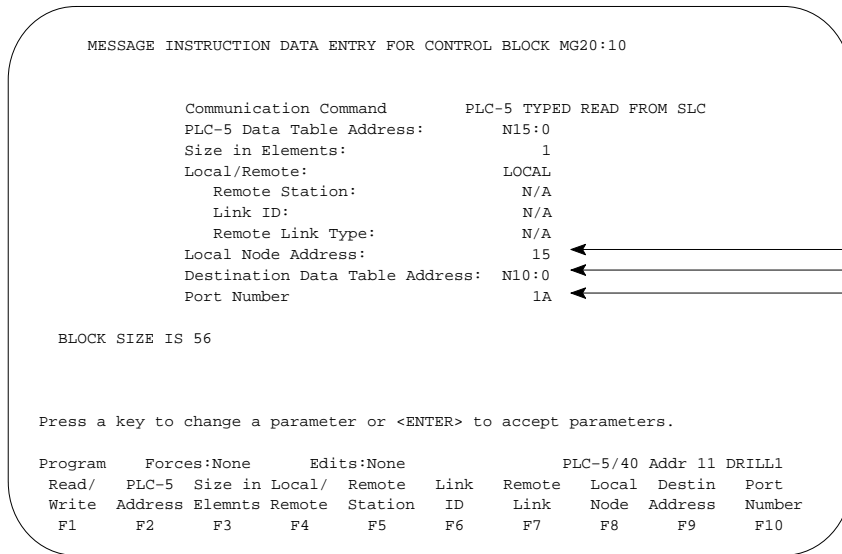 MESSAGE INSTRUCTION DATA ENTRY FOR CONTROL BLOCK MG20:10
Communication Command PLC-5 TYPED READ FROM SLC
PLC-5 Data Table Address: N15:0
Size in Elements: 1
Local/Remote: LOCAL
Remote Station: N/A
Link ID: N/A
Remote Link Type: N/A
Local Node Address: 15
Destination Data Table Address: N10:0
Port Number 1A
BLOCK SIZE IS 56
Press a key to change a parameter or <ENTER> to accept parameters.
Program Forces:None Edits:None PLC-5/40 Addr 11 DRILL1
Read/ PLC-5 Size in Local/ Remote Link Remote Local Destin Port
Write Address Elemnts Remote Station ID Link Node Address Number
F1 F2 F3 F4 F5 F6 F7 F8 F9 F10